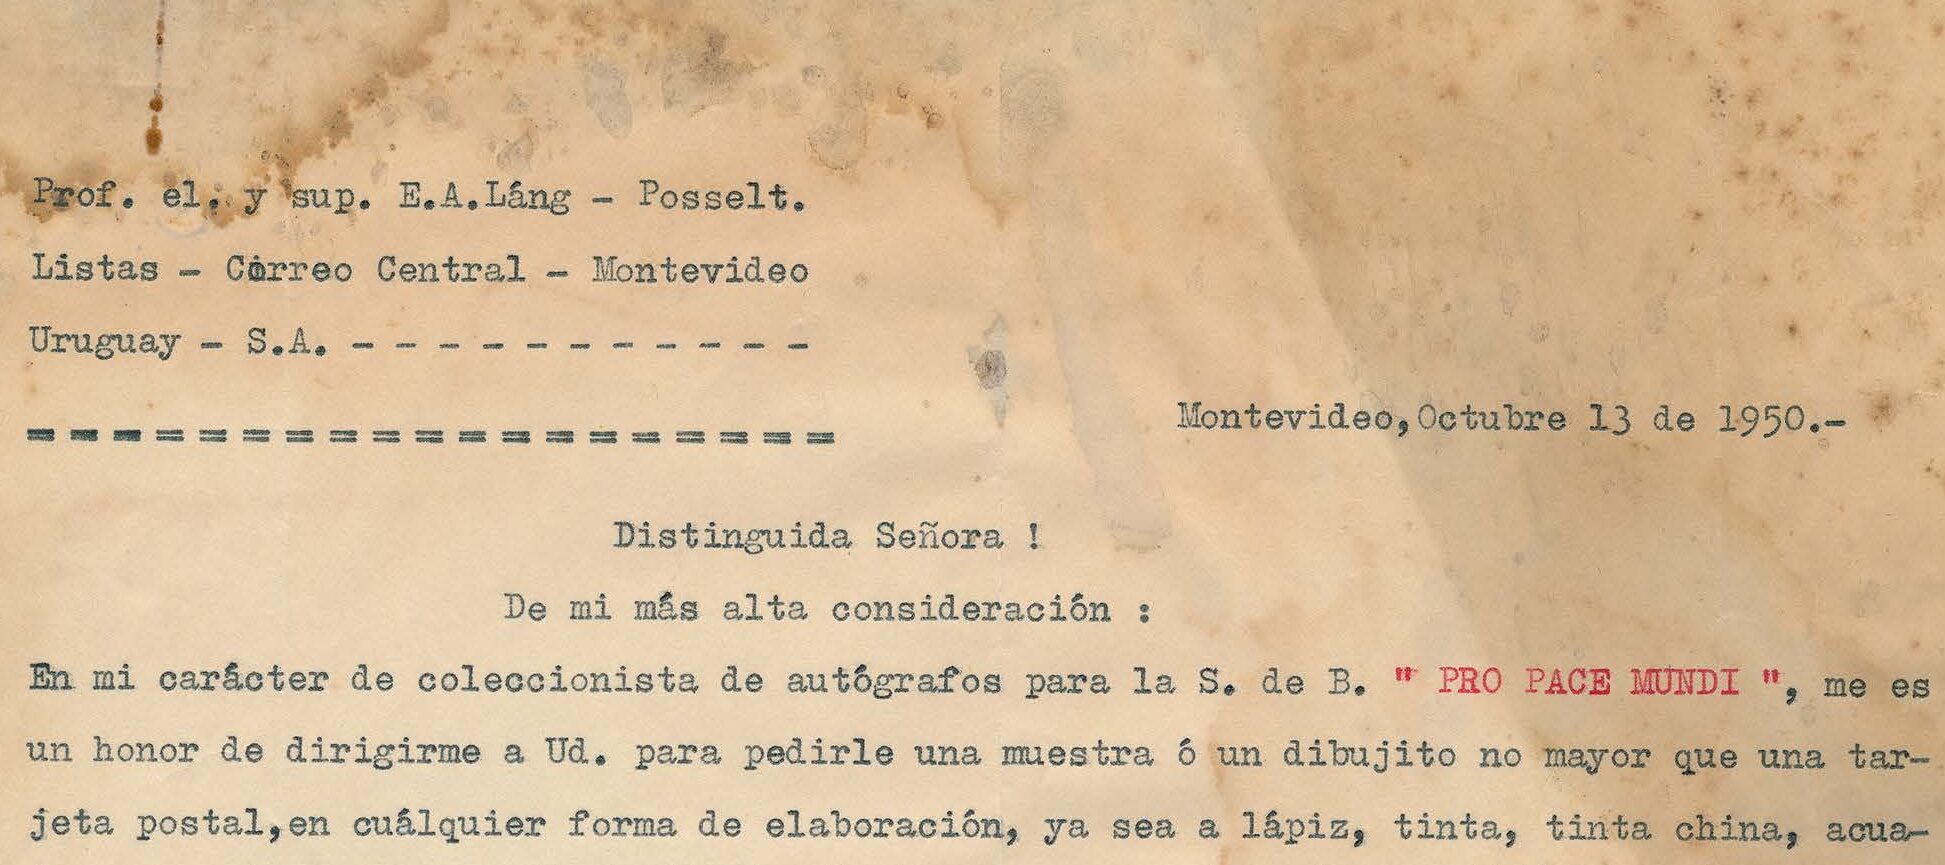 Prof. el. y sup. E.A.Láng - Posselt.
Listas - Correo Central - Montevideo
Uruguay - S.A. - - - - - - - - - - -
= = = = = = = = = = = = = = = = = = =
Montevideo,Octubre 13 de 1950.-
Distinguida Señora !
De mi más alta consideración :
En mi carácter de coleccionista de autógrafos para la S. de B. " PRO PACE MUNDI ", me es
un honor de dirigirme a Ud. para pedirle una muestra ó un dibujito no mayor que una tar-
jeta postal,en cuálquier forma de elaboración, ya sea a lápiz, tinta, tinta china, acua-